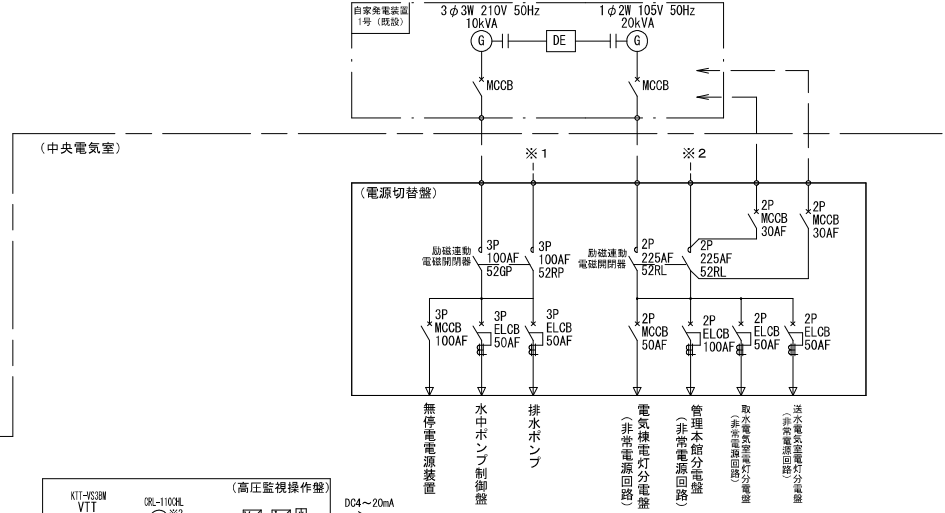 自家発電装置
1号（既設）
3φ3W 210V 50Hz
10kVA
1φ2W 105V 50Hz
20kVA
G
DE
G
MCCB
MCCB
（中央電気室）
※1
※2
（電源切替盤）
2P
MCCB
30AF
2P
MCCB
30AF
励磁連動
電磁開閉器
3P
100AF
52GP
3P
100AF
52RP
励磁連動
電磁開閉器
2P
225AF
52RL
2P
225AF
52RL
3P
MCCB
100AF
3P
ELCB
50AF
3P
ELCB
50AF
2P
MCCB
50AF
2P
ELCB
100AF
2P
ELCB
50AF
2P
ELCB
50AF
無停電電源装置
水中ポンプ制御盤
排水ポンプ
電気棟電灯分電盤
（非常電源回路）
管理本館分電盤
（非常電源回路）
取水電気室電灯分電盤
（非常電源回路）
送水電気室電灯分電盤
（非常電源回路）
（高圧監視操作盤）
KTT-VS3BM
VTT
CRL-110CHL
※2
DC4～20mA